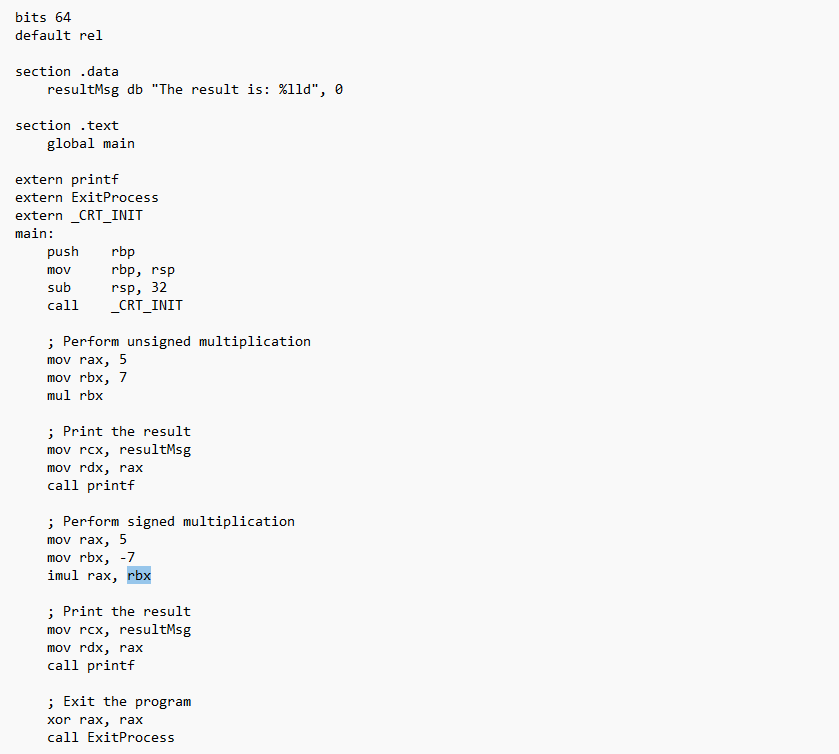 bits 64
default rel

section .data
    resultMsg db "The result is: %lld", 0

section .text
    global main

extern printf
extern ExitProcess
extern _CRT_INIT
main:
    push    rbp
    mov     rbp, rsp
    sub     rsp, 32
    call    _CRT_INIT

    ; Perform unsigned multiplication
    mov rax, 5
    mov rbx, 7
    mul rbx

    ; Print the result
    mov rcx, resultMsg
    mov rdx, rax
    call printf

    ; Perform signed multiplication
    mov rax, 5
    mov rbx, -7
    imul rax, rbx

    ; Print the result
    mov rcx, resultMsg
    mov rdx, rax
    call printf

    ; Exit the program
    xor rax, rax
    call ExitProcess